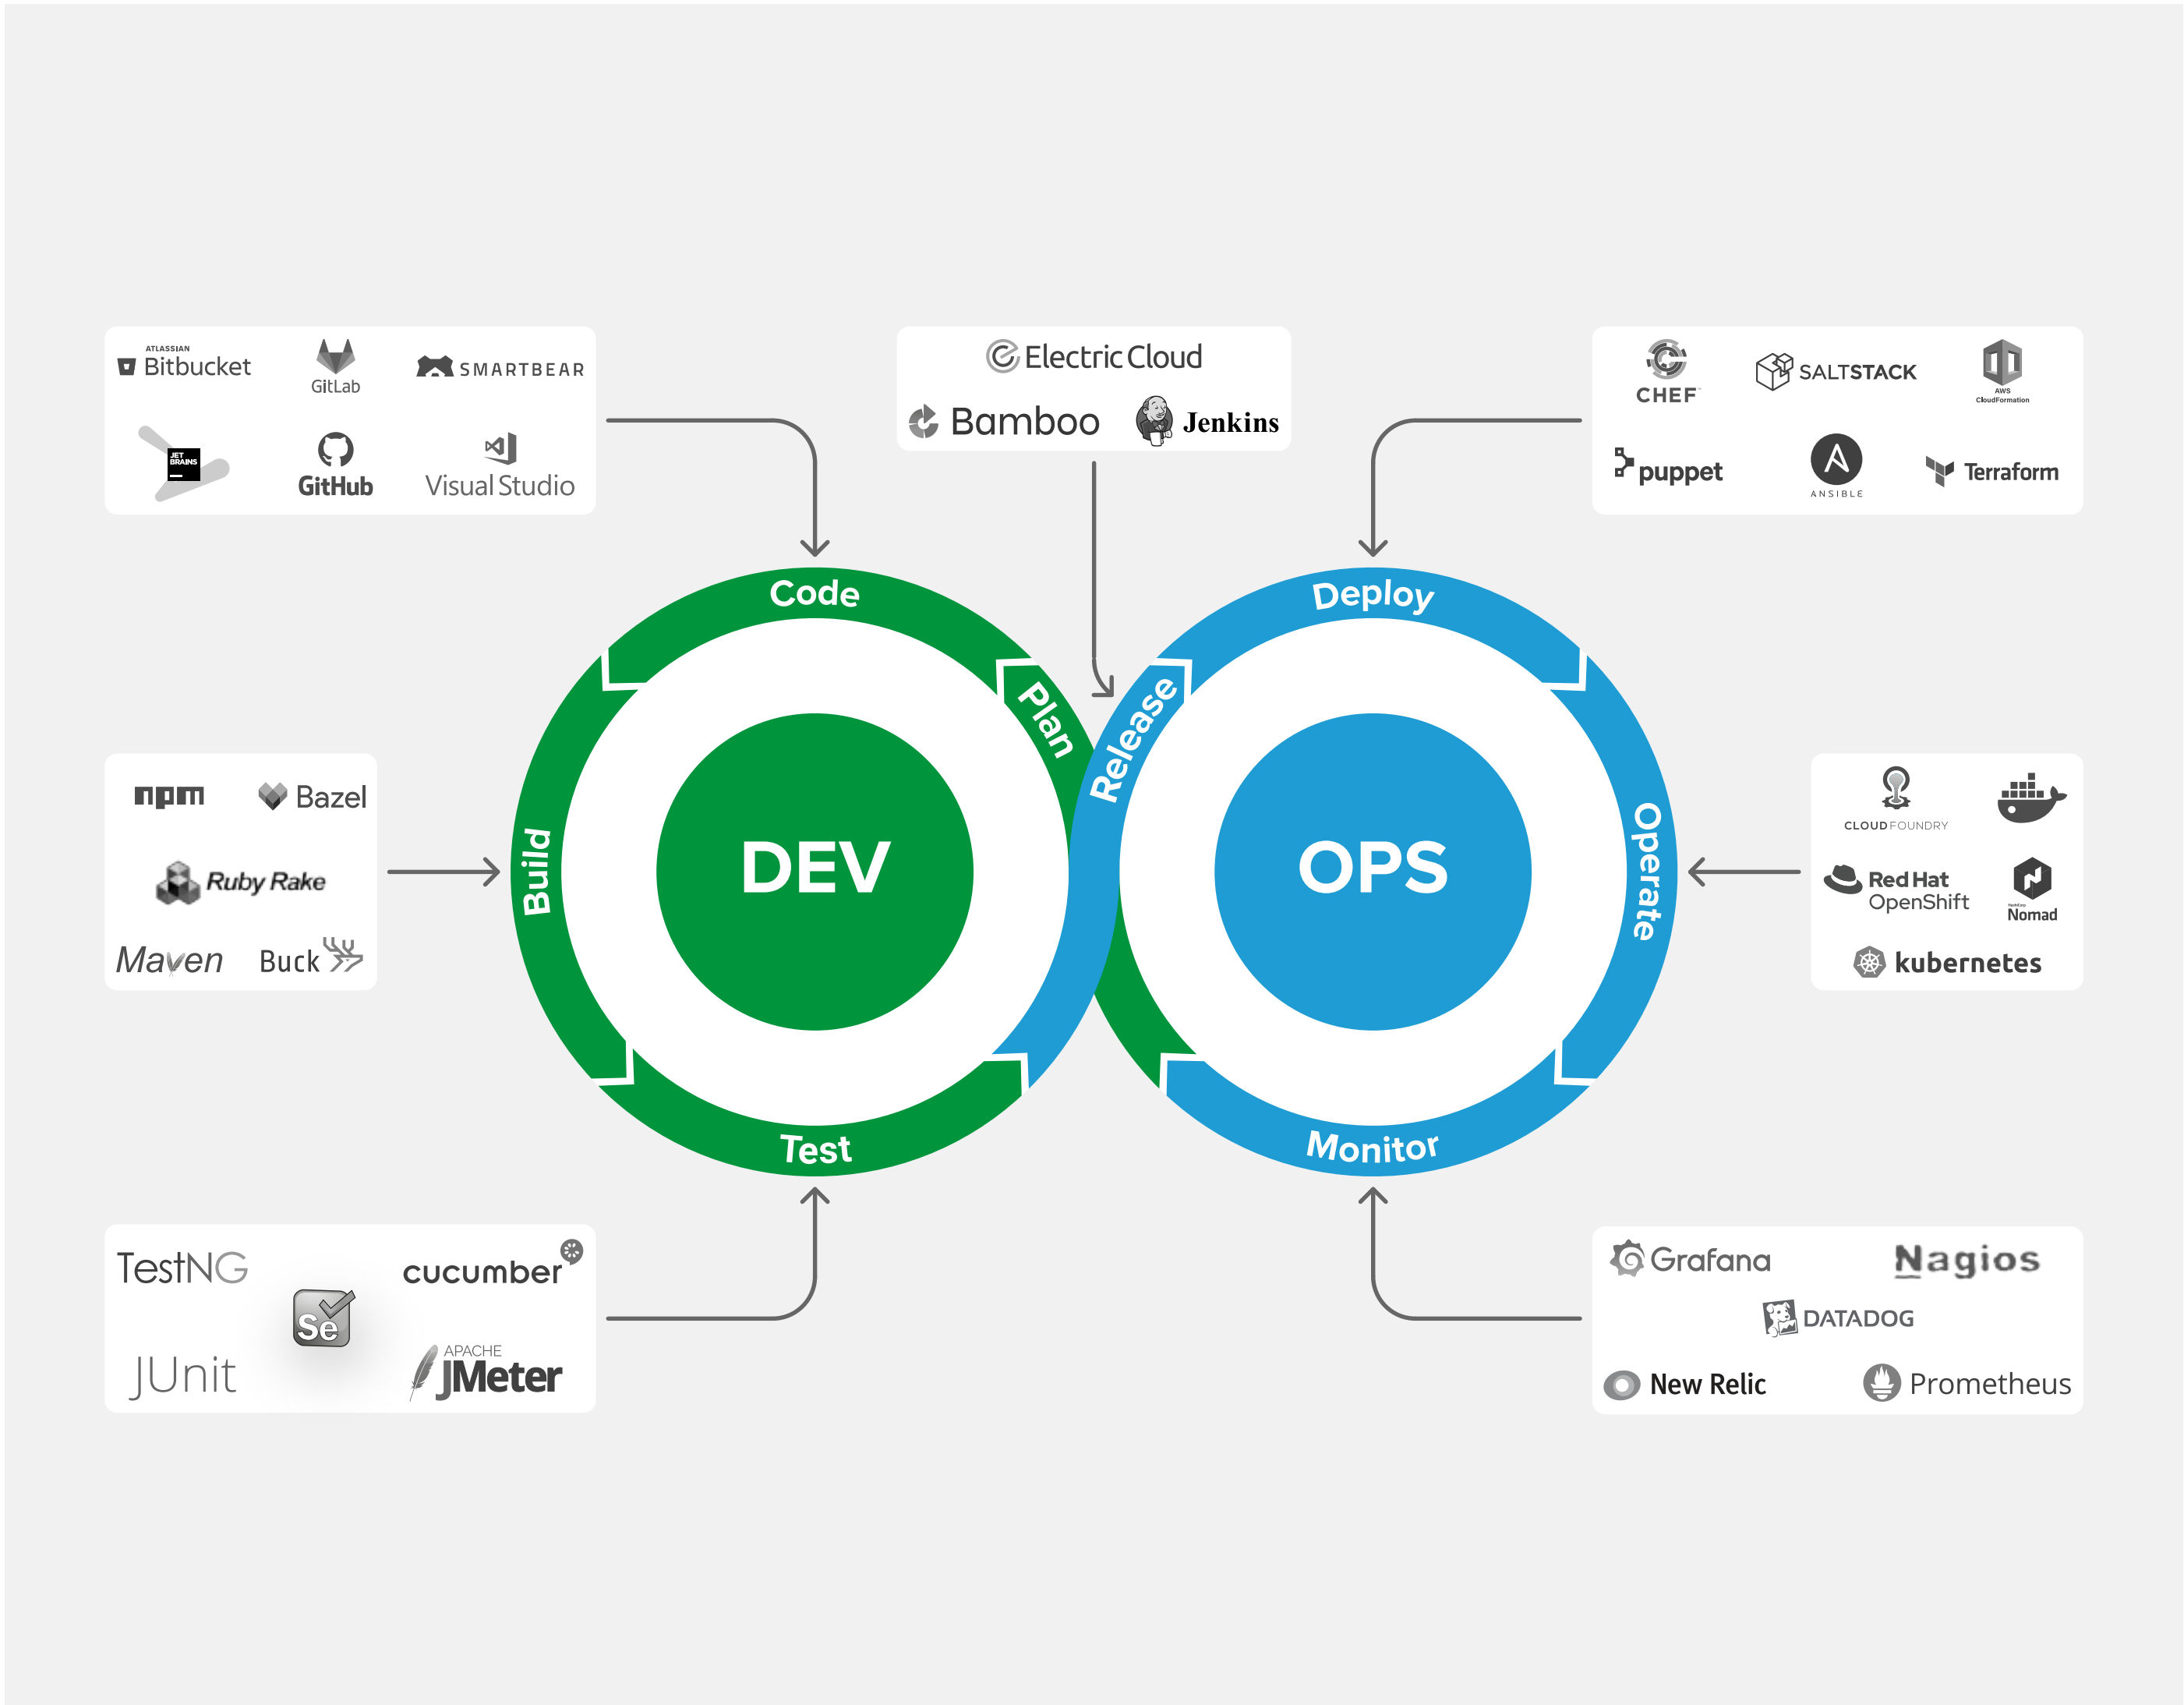 ATLASSIAN
Bitbucket
GitLab
SMARTBEAR
JET
BRAINS
GitHub
Visual Studio
Electric Cloud
Bamboo
Jenkins
CHEF
SALTSTACK
AWS
CloudFormation
puppet
ANSIBLE
Terraform
Code
Plan
Release
Deploy
npm
Bazel
Ruby Rake
Maven
Buck
Build
DEV
OPS
Operate
CLOUD FOUNDRY
Red Hat
OpenShift
HashiCorp
Nomad
kubernetes
Test
Monitor
TestNG
cucumber
Se
JUnit
APACHE
JMeter
Grafana
Nagios
DATADOG
New Relic
Prometheus